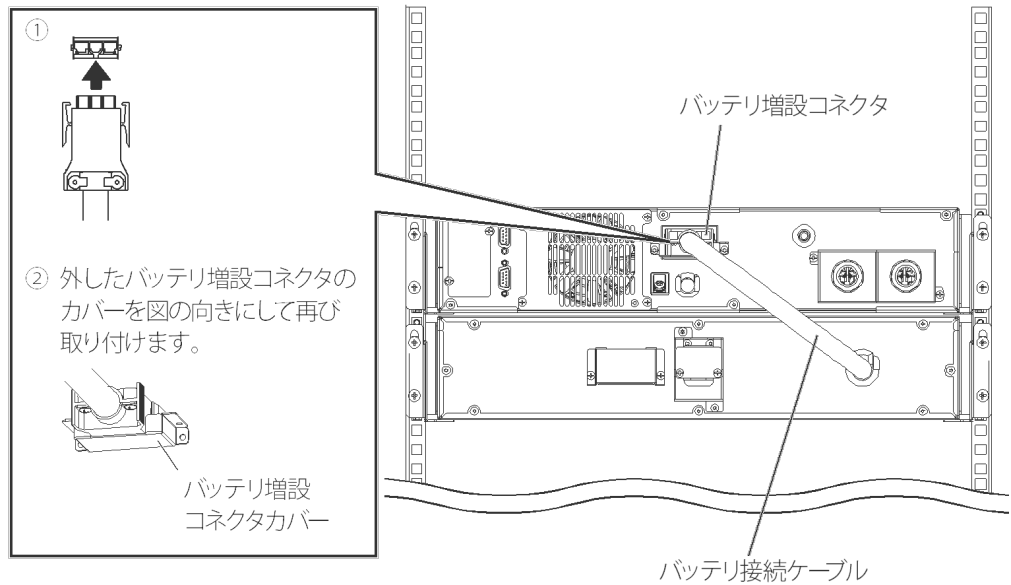 ①
② 外したバッテリ増設コネクタの
カバーを図の向きにして再び
取り付けます。
バッテリ増設
コネクタカバー
バッテリ増設コネクタ
バッテリ接続ケーブル